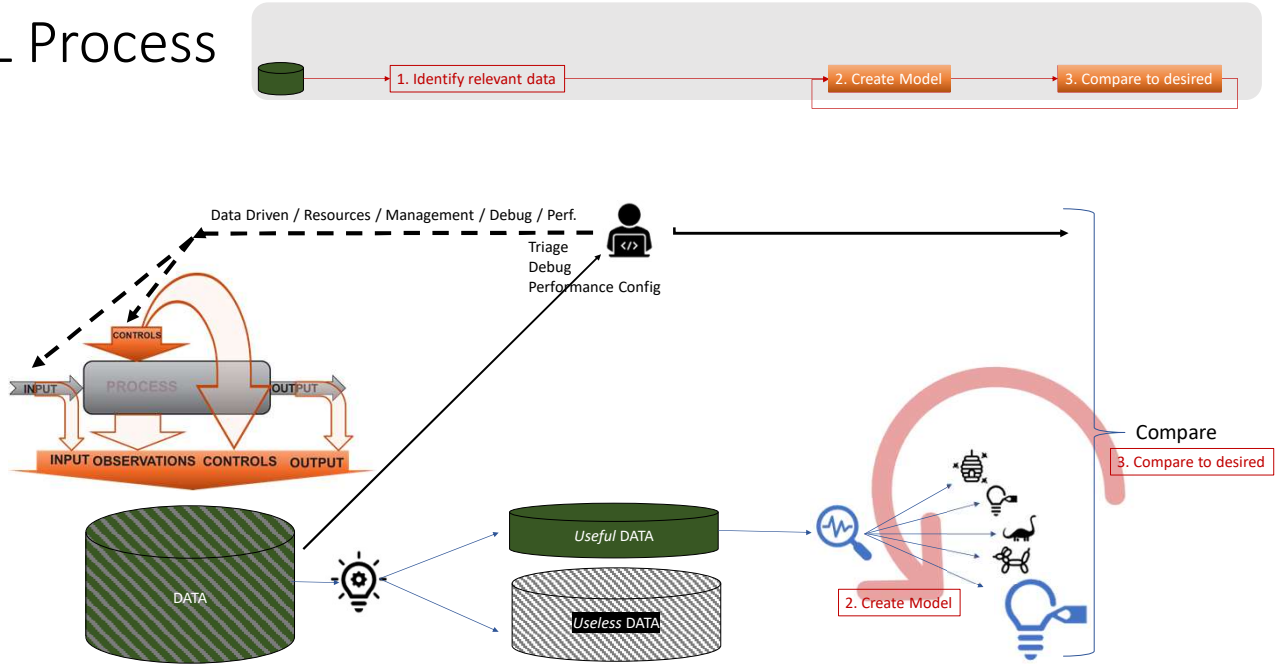 L Process
1. Identify relevant data
2. Create Model
3. Compare to desired
Data Driven / Resources / Management / Debug / Perf.
</>
Triage
Debug
Performance Config
CONTROLS
INPUT
PROCESS
OUTPUT
INPUT OBSERVATIONS CONTROLS OUTPUT
Compare
3. Compare to desired
Useful DATA
DATA
Useless DATA
2. Create Model